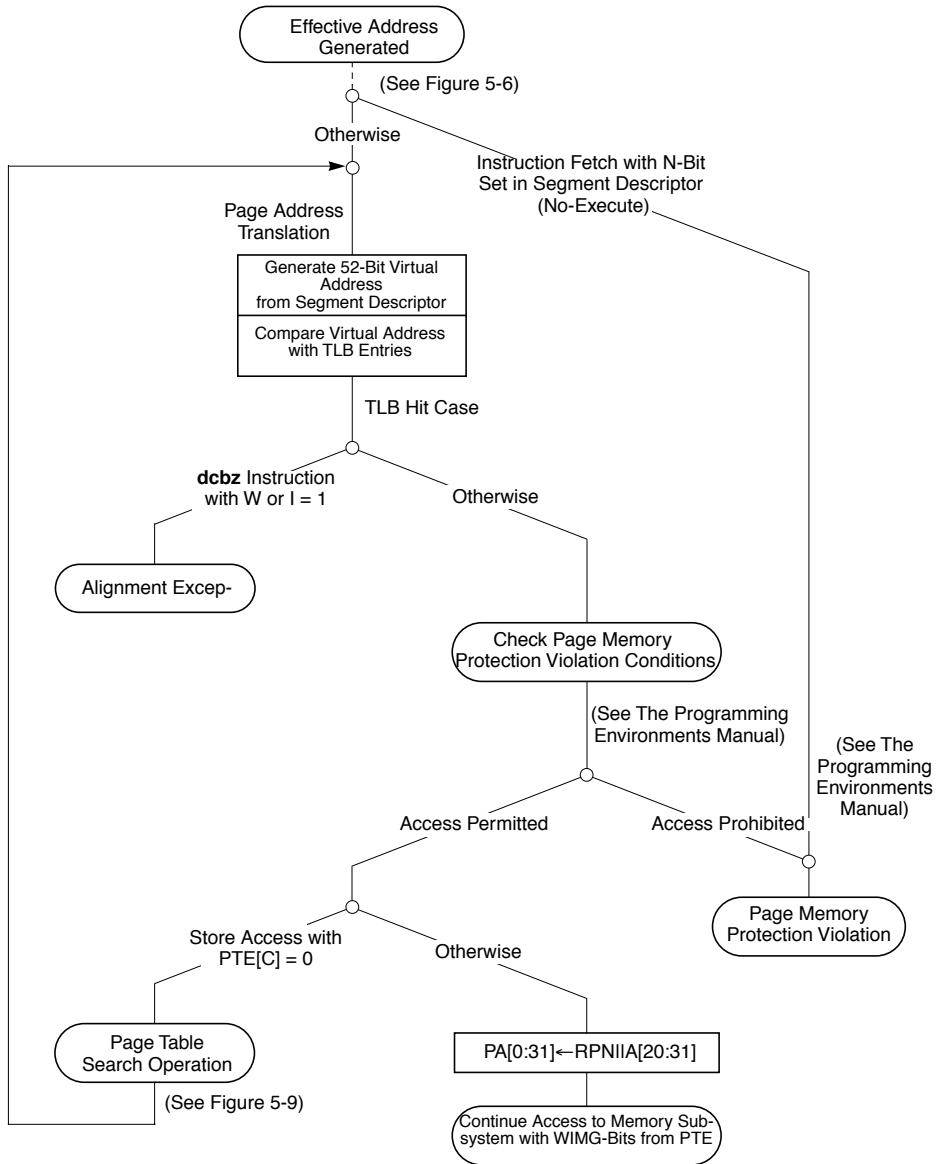 Effective Address
Generated
(See Figure 5-6)
Otherwise
Instruction Fetch with N-Bit
Set in Segment Descriptor
(No-Execute)
Page Address
Translation
Generate 52-Bit Virtual
Address
from Segment Descriptor
Compare Virtual Address
with TLB Entries
TLB Hit Case
dcbz Instruction
with W or I = 1
Otherwise
Alignment Excep-
Check Page Memory
Protection Violation Conditions
(See The Programming
Environments Manual)
(See The
Programming
Environments
Manual)
Access Permitted
Access Prohibited
Page Memory
Protection Violation
Store Access with
PTE[C] = 0
Otherwise
Page Table
Search Operation
(See Figure 5-9)
PA[0:31]←RPNIIA[20:31]
Continue Access to Memory Sub-
system with WIMG-Bits from PTE